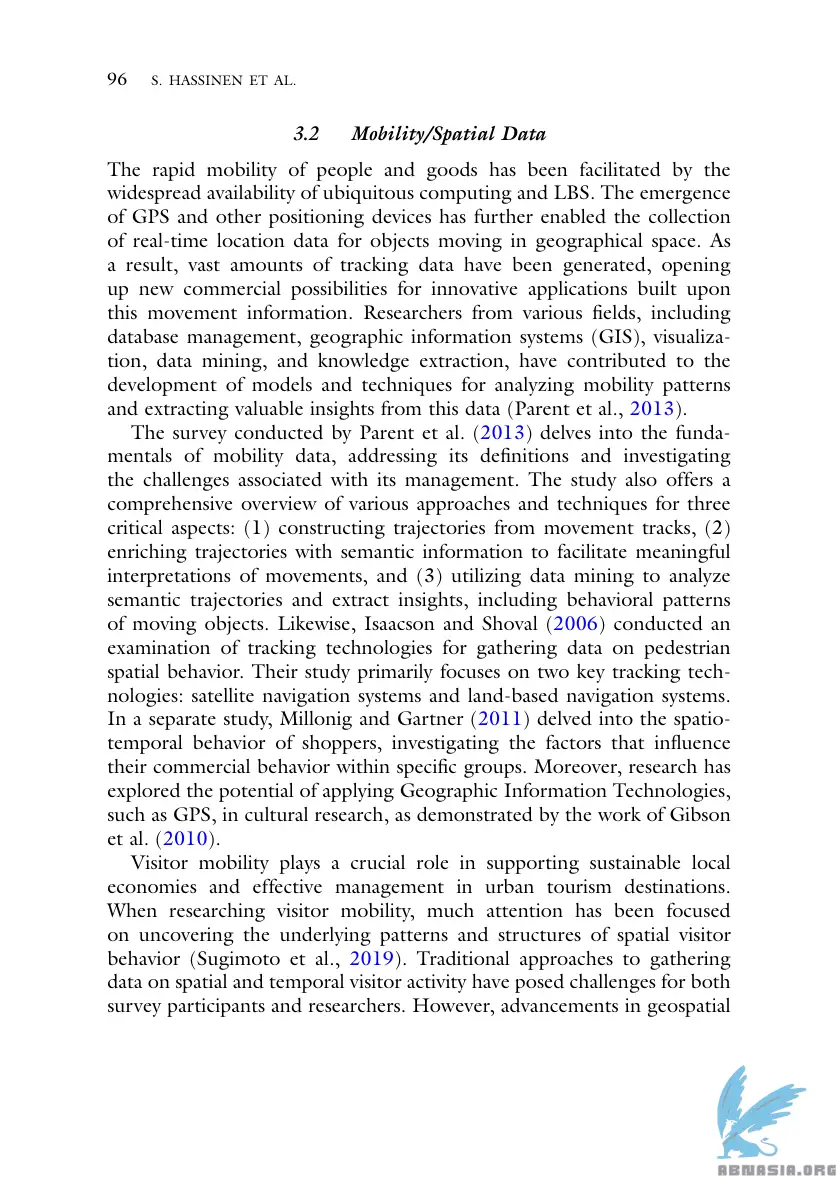 96 S. HASSINEN ET AL.
3.2 Mobility/Spatial Data
The rapid mobility of people and goods has been facilitated by the
widespread availability of ubiquitous computing and LBS. The emergence
of GPS and other positioning devices has further enabled the collection
of real-time location data for objects moving in geographical space. As
a result, vast amounts of tracking data have been generated, opening
up new commercial possibilities for innovative applications built upon
this movement information. Researchers from various fields, including
database management, geographic information systems (GIS), visualiza-
tion, data mining, and knowledge extraction, have contributed to the
development of models and techniques for analyzing mobility patterns
and extracting valuable insights from this data (Parent et al., 2013).
The survey conducted by Parent et al. (2013) delves into the funda-
mentals of mobility data, addressing its definitions and investigating
the challenges associated with its management. The study also offers a
comprehensive overview of various approaches and techniques for three
critical aspects: (1) constructing trajectories from movement tracks, (2)
enriching trajectories with semantic information to facilitate meaningful
interpretations of movements, and (3) utilizing data mining to analyze
semantic trajectories and extract insights, including behavioral patterns
of moving objects. Likewise, Isaacson and Shoval (2006) conducted an
examination of tracking technologies for gathering data on pedestrian
spatial behavior. Their study primarily focuses on two key tracking tech-
nologies: satellite navigation systems and land-based navigation systems.
In a separate study, Millonig and Gartner (2011) delved into the spatio-
temporal behavior of shoppers, investigating the factors that influence
their commercial behavior within specific groups. Moreover, research has
explored the potential of applying Geographic Information Technologies,
such as GPS, in cultural research, as demonstrated by the work of Gibson
et al. (2010).
Visitor mobility plays a crucial role in supporting sustainable local
economies and effective management in urban tourism destinations.
When researching visitor mobility, much attention has been focused
on uncovering the underlying patterns and structures of spatial visitor
behavior (Sugimoto et al., 2019). Traditional approaches to gathering
data on spatial and temporal visitor activity have posed challenges for both
survey participants and researchers. However, advancements in geospatial
ABNASIA.ORG